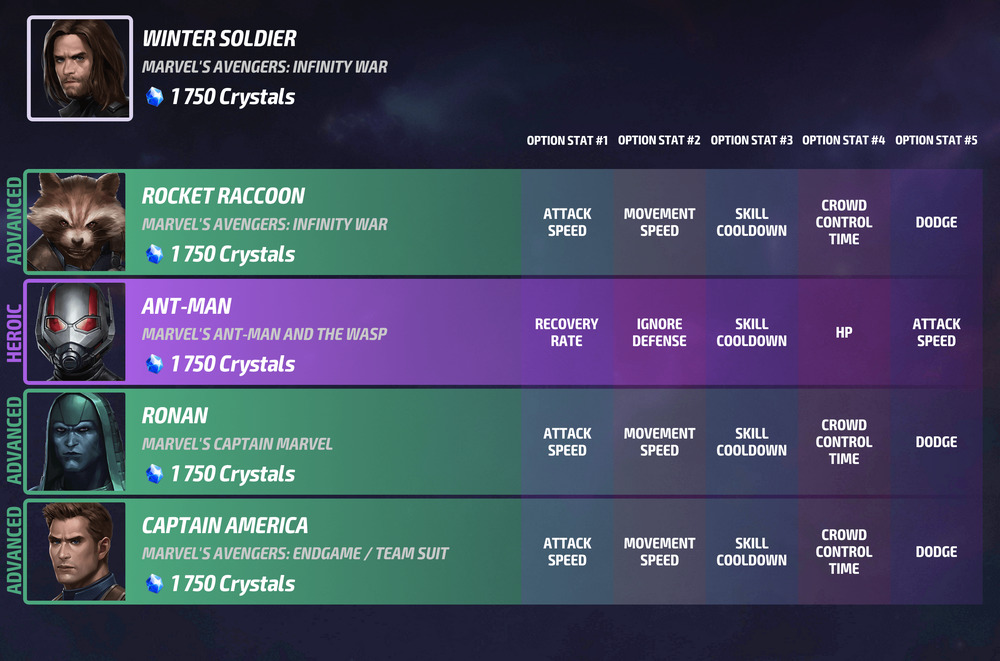 WINTER SOLDIER
MARVEL'S AVENGERS: INFINITY WAR
1 750 Crystals
OPTION STAT #1 OPTION STAT #2 OPTION STAT #3 OPTION STAT #4 OPTION STAT #5
ADVANCED
ROCKET RACCOON
MARVEL'S AVENGERS: INFINITY WAR
1 750 Crystals
ATTACK
SPEED
MOVEMENT
SPEED
SKILL
COOLDOWN
CROWD
CONTROL
TIME
DODGE
HEROIC
ANT-MAN
MARVEL'S ANT-MAN AND THE WASP
1 750 Crystals
RECOVERY
RATE
IGNORE
DEFENSE
SKILL
COOLDOWN
HP
ATTACK
SPEED
ADVANCED
RONAN
MARVEL'S CAPTAIN MARVEL
1 750 Crystals
ATTACK
SPEED
MOVEMENT
SPEED
SKILL
COOLDOWN
CROWD
CONTROL
TIME
DODGE
ADVANCED
CAPTAIN AMERICA
MARVEL'S AVENGERS: ENDGAME / TEAM SUIT
1 750 Crystals
ATTACK
SPEED
MOVEMENT
SPEED
SKILL
COOLDOWN
CROWD
CONTROL
TIME
DODGE